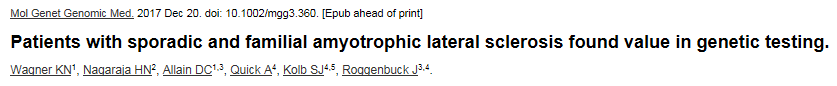 Mol Genet Genomic Med. 2017 Dec 20. doi: 10.1002/mgg3.360. [Epub ahead of print]
Patients with sporadic and familial amyotrophic lateral sclerosis found value in genetic testing.
Wagner KN1, Nagaraja HN2, Allain DC1,3, Quick A4, Kolb SJ4,5, Roggenbuck J3,4.